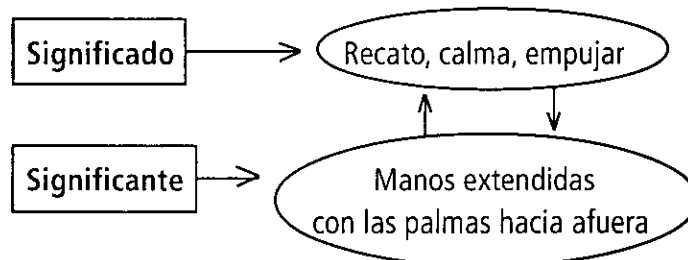 Significado
Recato, calma, empujar
Significante
Manos extendidas
con las palmas hacia afuera